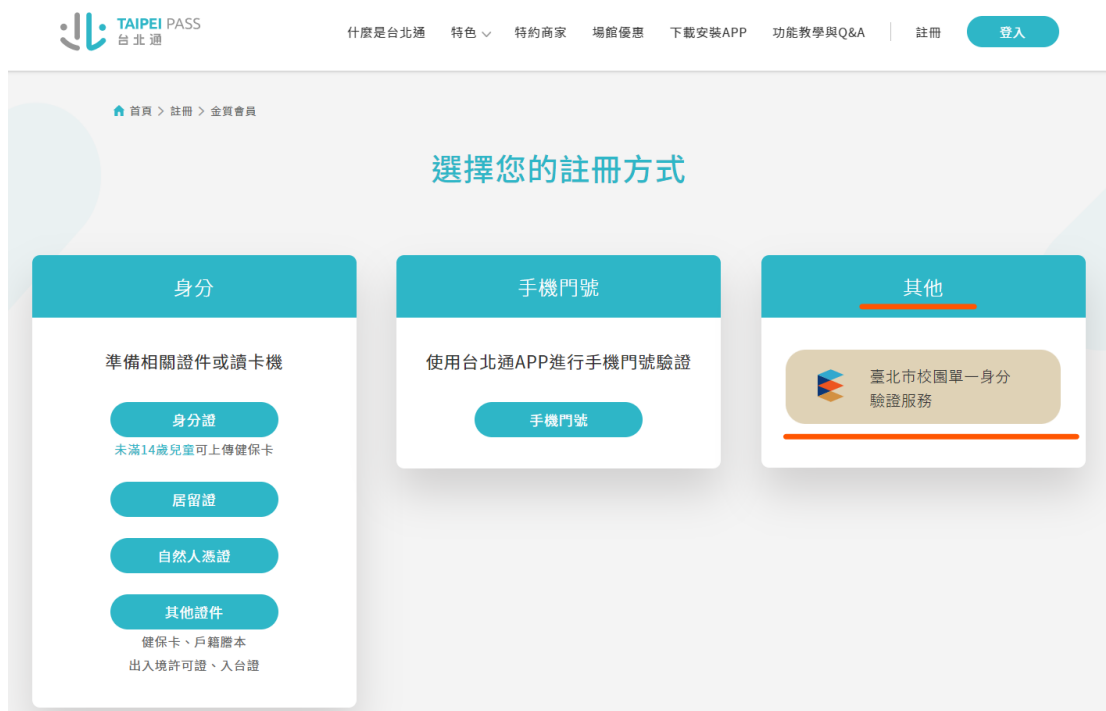 TAIPEI PASS
台北通
什麼是台北通 特色 特約商家 場館優惠 下載安裝APP 功能教學與Q&A 註冊 登入
首頁 > 註冊 > 金質會員
選擇您的註冊方式
身分
準備相關證件或讀卡機
身分證
未滿14歲兒童可上傳健保卡
居留證
自然人憑證
其他證件
健保卡、戶籍謄本
出入境許可證、入台證
手機門號
使用台北通APP進行手機門號驗證
手機門號
其他
臺北市校園單一身分
驗證服務